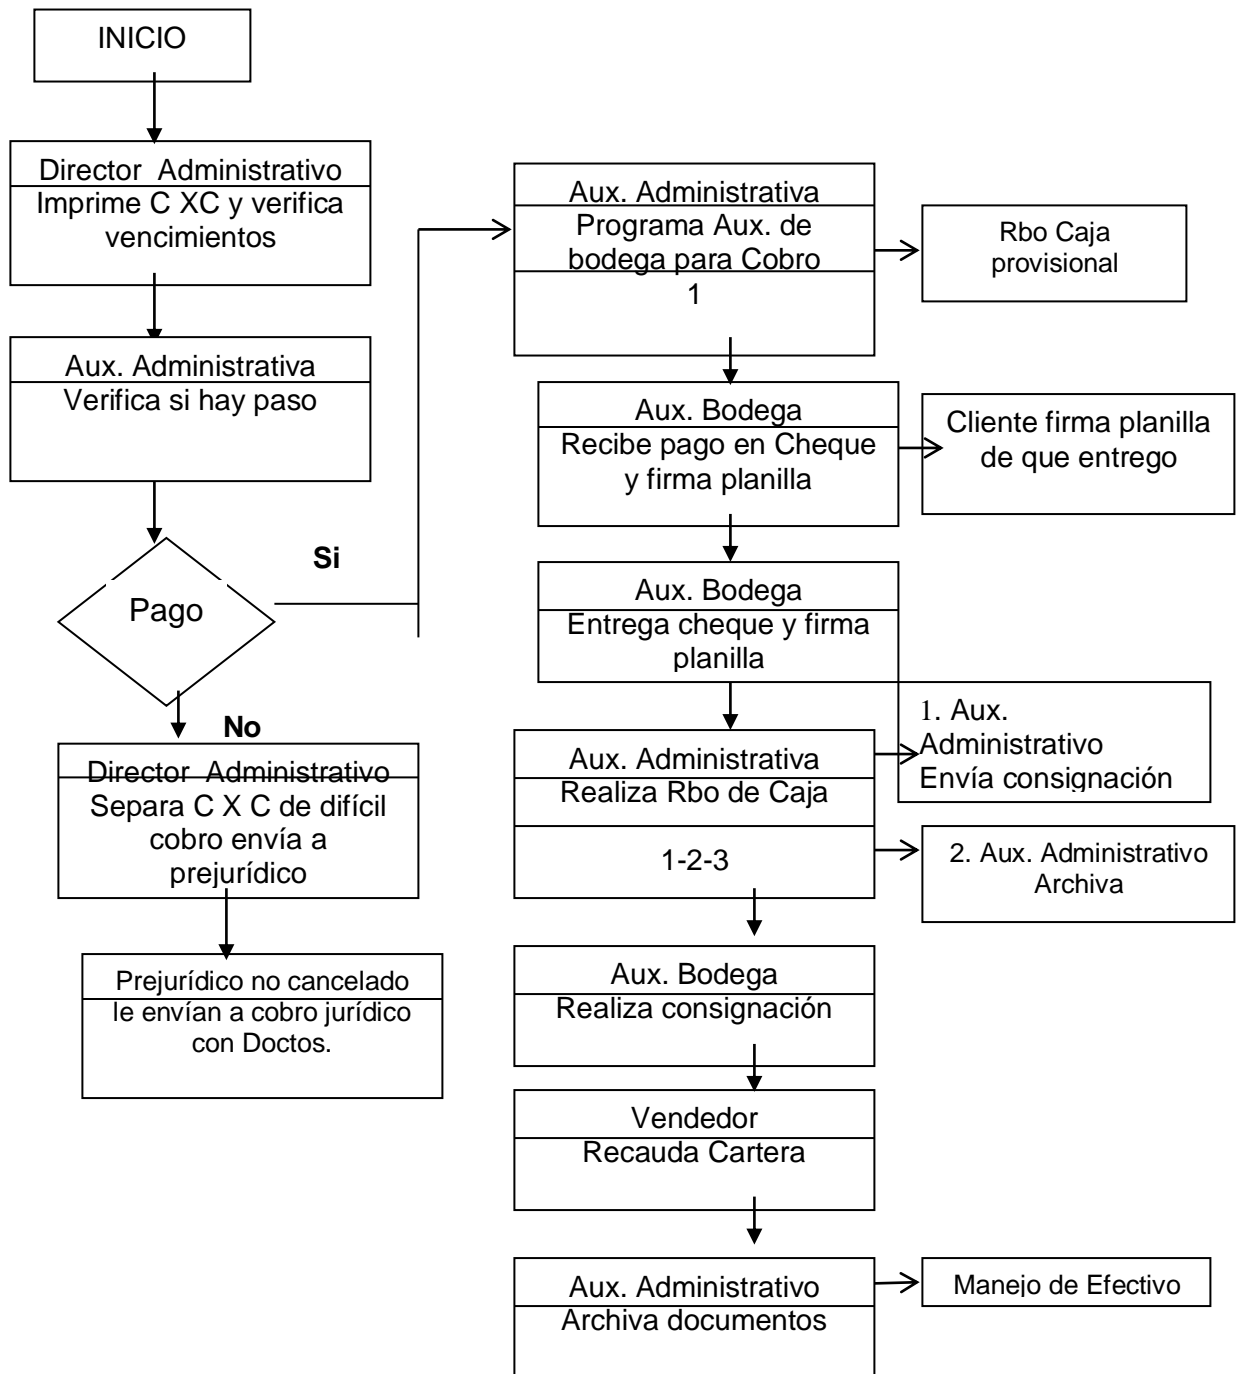 INICIO
Director Administrativo
Imprime C XC y verifica
vencimientos
Aux. Administrativa
Verifica si hay paso
Pago
Si
No
Director Administrativo
Separa C X C de difícil
cobro envía a
prejurídico
Prejurídico no cancelado
le envían a cobro jurídico
con Doctos.
Aux. Administrativa
Programa Aux. de
bodega para Cobro
1
Rbo Caja
provisional
Aux. Bodega
Recibe pago en Cheque
y firma planilla
Cliente firma planilla
de que entrego
Aux. Bodega
Entrega cheque y firma
planilla
Aux. Administrativa
Realiza Rbo de Caja
1-2-3
1. Aux.
Administrativo
Envía consignación
2. Aux. Administrativo
Archiva
Aux. Bodega
Realiza consignación
Vendedor
Recauda Cartera
Aux. Administrativo
Archiva documentos
Manejo de Efectivo